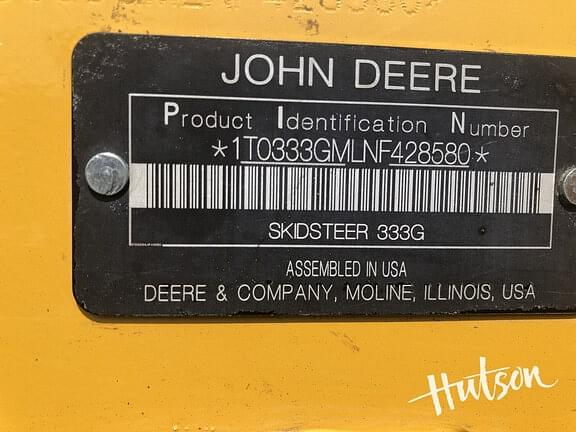 JOHN DEERE
Product Identification Number
*1T0333GMLNF428580*
SKIDSTEER 333G
ASSEMBLED IN USA
DEERE & COMPANY, MOLINE, ILLINOIS, USA
Hutson